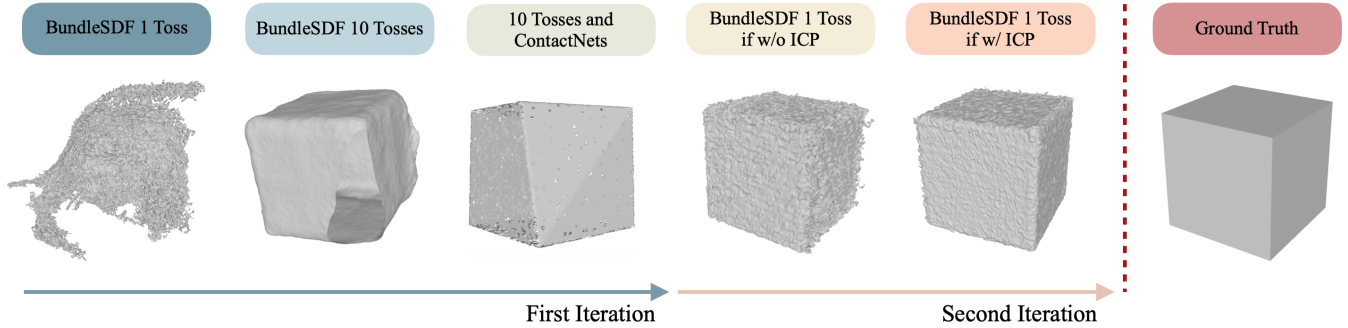 BundleSDF 1 Toss
BundleSDF 10 Tosses
10 Tosses and
ContactNets
BundleSDF 1 Toss
if w/o ICP
BundleSDF 1 Toss
if w/ ICP
Ground Truth
First Iteration
Second Iteration